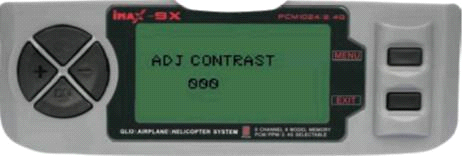 iMAX-9X
PCM1024 2.4G
ADJ CONTRAST
000
MENU
EXIT
GLID\AIRPLANE\HELICOPTER SYSTEM
8 CHANNEL 8 MODEL MEMORY
PCM/PPM/2.4G SELECTABLE